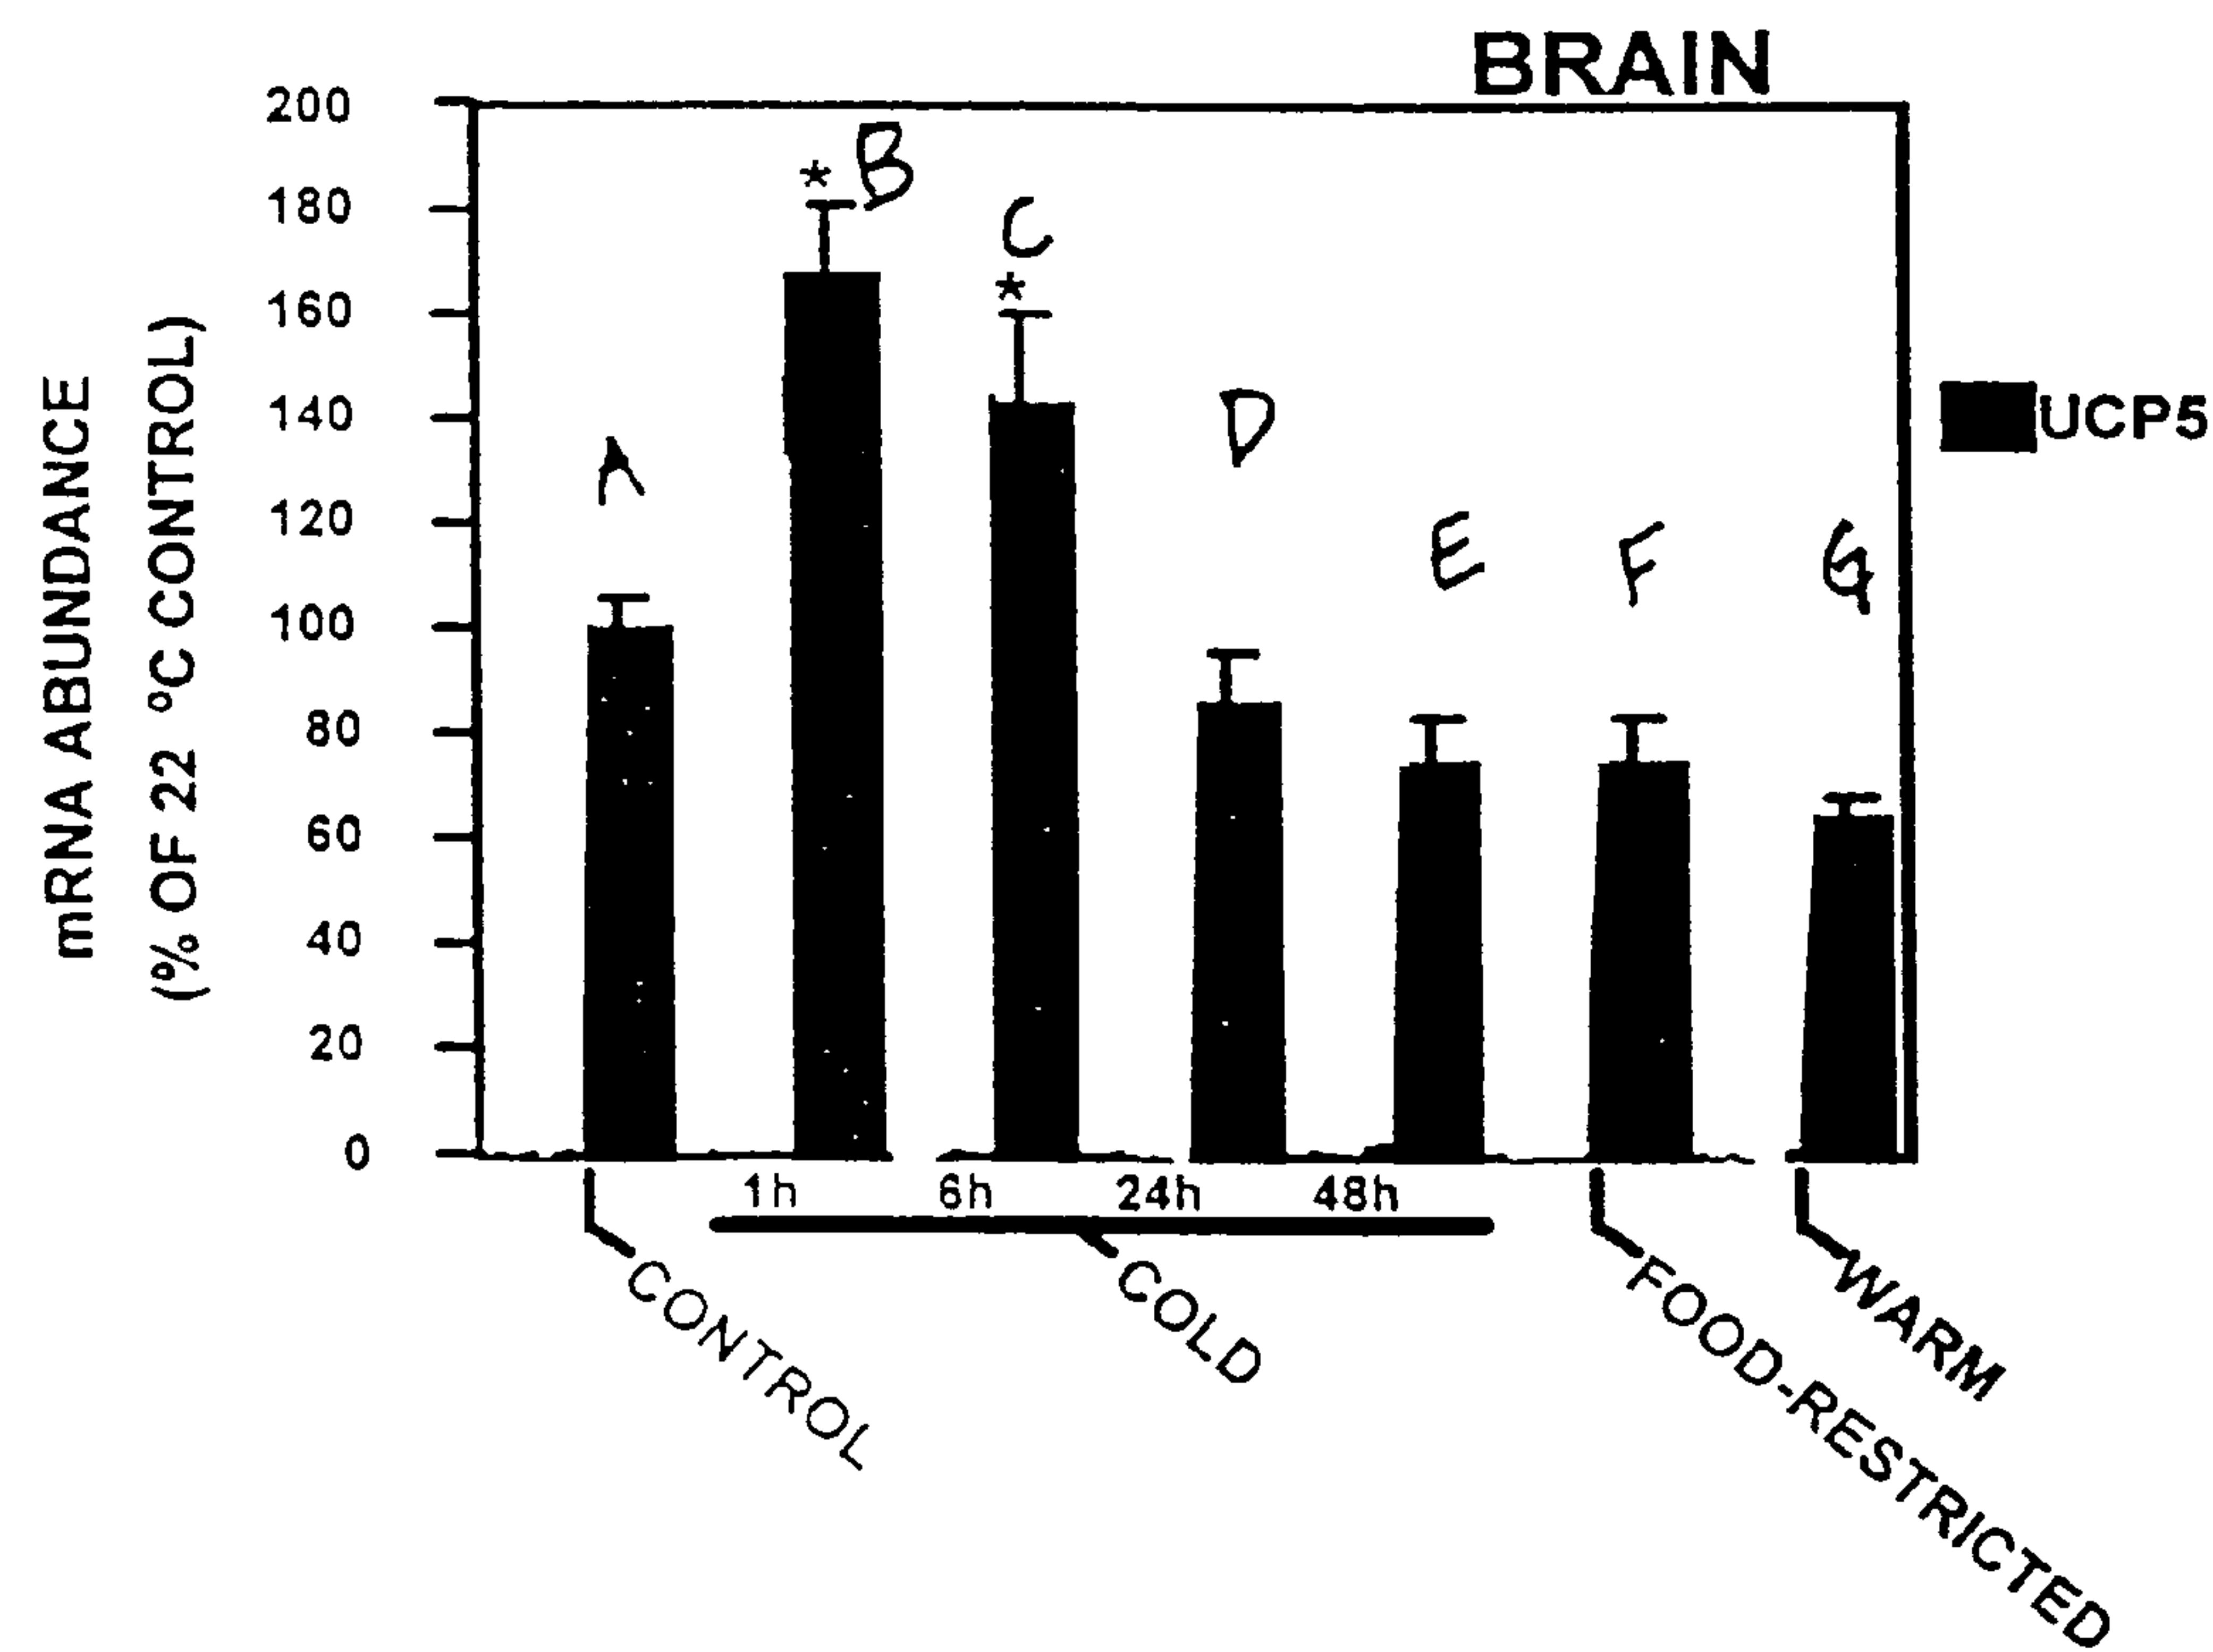 BRAIN
mRNA ABUNDANCE
(% OF 22 °C CONTROL)
200
180
160
140
120
100
80
60
40
20
0
A
* B
C
*
D
E
F
G
UCP5
1h 6h 24h 48h
CONTROL
COLD
FOOD-RESTRICTED
WARM